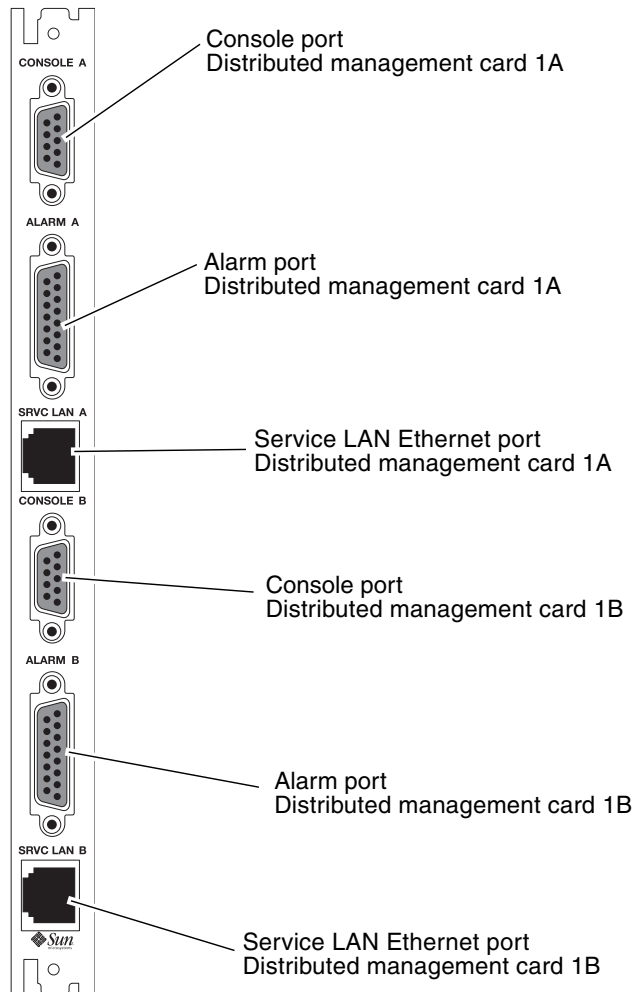 CONSOLE A
Console port
Distributed management card 1A
ALARM A
Alarm port
Distributed management card 1A
SRVC LAN A
Service LAN Ethernet port
Distributed management card 1A
CONSOLE B
Console port
Distributed management card 1B
ALARM B
Alarm port
Distributed management card 1B
SRVC LAN B
Sun
microsystems
Service LAN Ethernet port
Distributed management card 1B